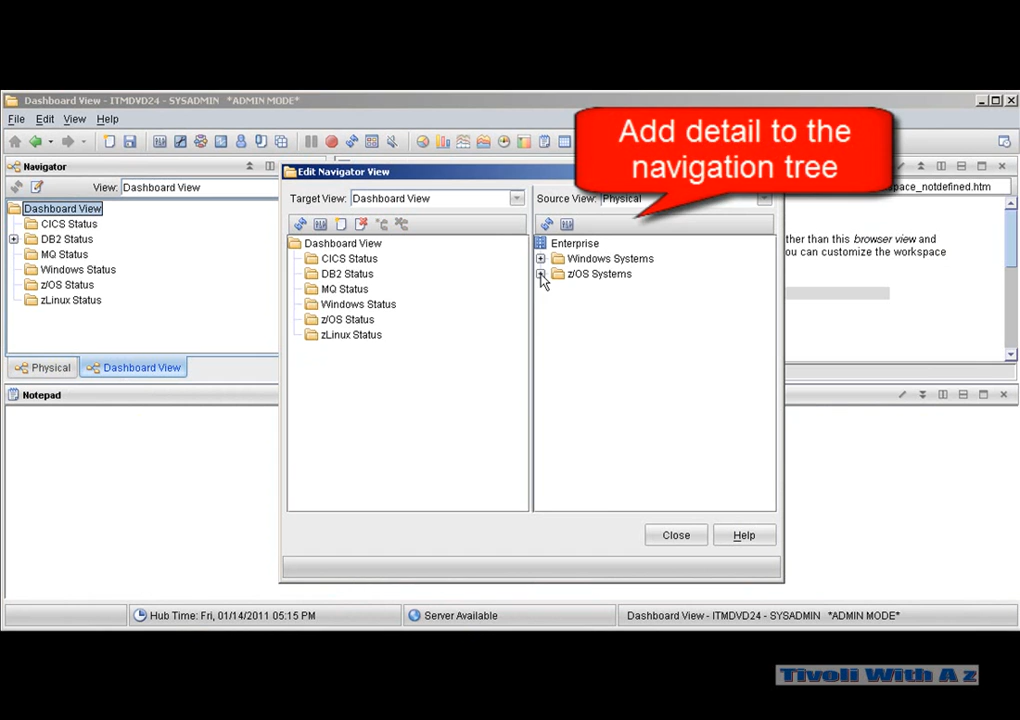 Dashboard View - ITMDVD24 - SYSADMIN *ADMIN MODE*
File Edit View Help
Add detail to the
navigation tree
Navigator
View: Dashboard View
Dashboard View
CICS Status
DB2 Status
MQ Status
Windows Status
z/OS Status
zLinux Status
Physical Dashboard View
Edit Navigator View
Target View: Dashboard View
Source View: Physical
Dashboard View
CICS Status
DB2 Status
MQ Status
Windows Status
z/OS Status
zLinux Status
Enterprise
Windows Systems
z/OS Systems
Close Help
space_notdefined.htm
ther than this browser view and
ou can customize the workspace
Notepad
Hub Time: Fri, 01/14/2011 05:15 PM
Server Available
Dashboard View - ITMDVD24 - SYSADMIN *ADMIN MODE*
Tivoli With A z